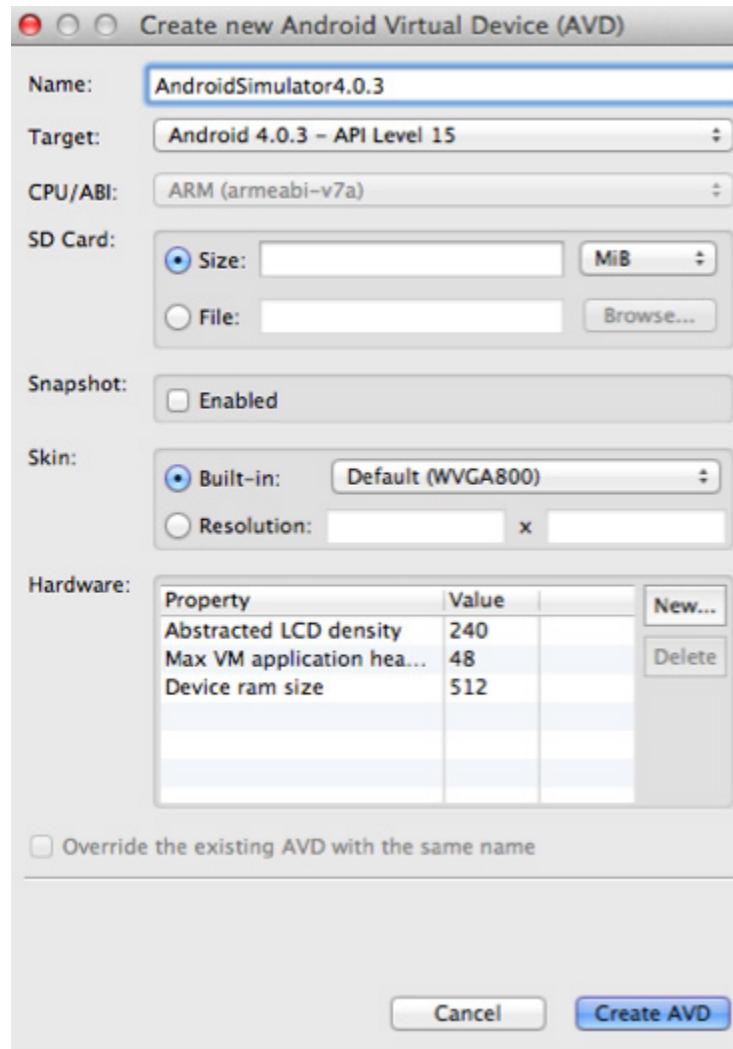 Create new Android Virtual Device (AVD)
Name: AndroidSimulator4.0.3
Target: Android 4.0.3 – API Level 15
CPU/ABI: ARM (armeabi-v7a)
SD Card:
Size: MiB
File: Browse...
Snapshot:
Enabled
Skin:
Built-in: Default (WVGA800)
Resolution: x
Hardware:
Property Value New...
Abstracted LCD density 240
Max VM application hea... 48 Delete
Device ram size 512
Override the existing AVD with the same name
Cancel Create AVD